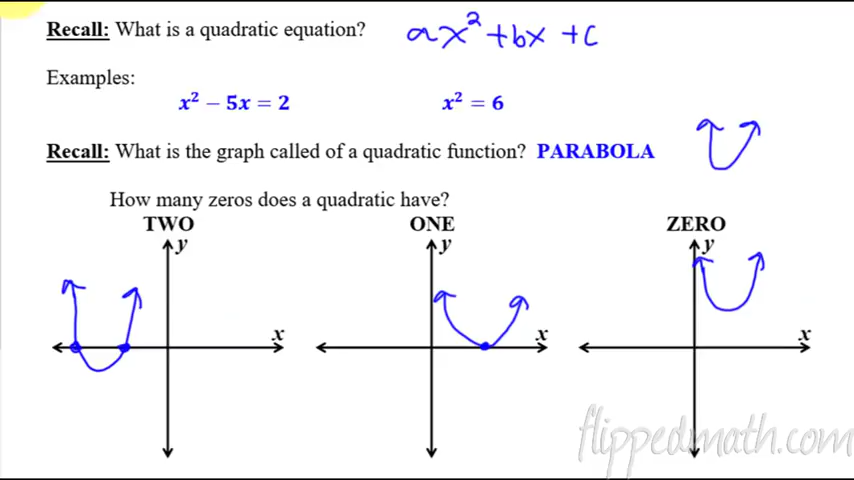 Recall: What is a quadratic equation? ax² + bx + c
Examples:
x² − 5x = 2 x² = 6
Recall: What is the graph called of a quadratic function? PARABOLA
How many zeros does a quadratic have?
TWO ONE ZERO
y y y
x x x
flippedmath.com